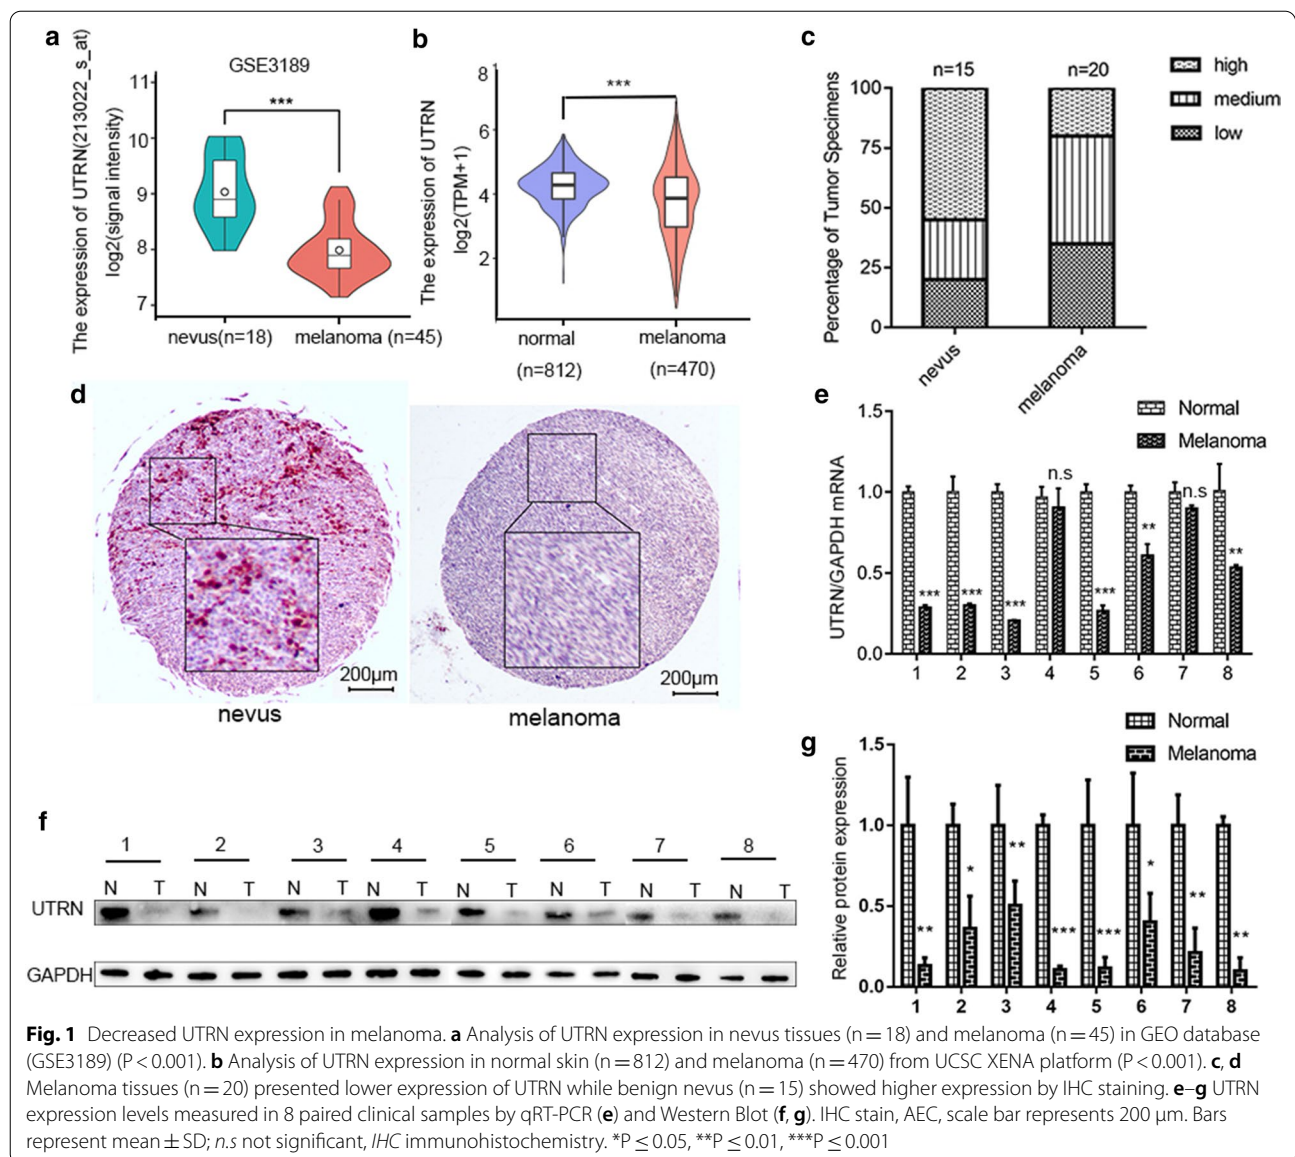 a
GSE3189
The expression of UTRN(213022_s_at)
log2(signal intensity)
11
10
9
8
7
***
nevus(n=18)
melanoma (n=45)
b
The expression of UTRN
log2(TPM+1)
8
6
4
2
***
normal
(n=812)
melanoma
(n=470)
c
Percentage of Tumor Specimens
100
75
50
25
0
n=15
n=20
nevus
melanoma
high
medium
low
d
200μm
nevus
200μm
melanoma
e
Normal
Melanoma
UTRN/GAPDH mRNA
1.5
1.0
0.5
0.0
***
***
***
n.s
***
**
n.s
**
1 2 3 4 5 6 7 8
f
1 2 3 4 5 6 7 8
N T N T N T N T N T N T N T N T
UTRN
GAPDH
g
Normal
Melanoma
Relative protein expression
1.5
1.0
0.5
0.0
**
*
**
***
***
*
**
**
1 2 3 4 5 6 7 8
Fig. 1 Decreased UTRN expression in melanoma. a Analysis of UTRN expression in nevus tissues (n = 18) and melanoma (n = 45) in GEO database
(GSE3189) (P < 0.001). b Analysis of UTRN expression in normal skin (n = 812) and melanoma (n = 470) from UCSC XENA platform (P < 0.001). c, d
Melanoma tissues (n = 20) presented lower expression of UTRN while benign nevus (n = 15) showed higher expression by IHC staining. e–g UTRN
expression levels measured in 8 paired clinical samples by qRT-PCR (e) and Western Blot (f, g). IHC stain, AEC, scale bar represents 200 μm. Bars
represent mean ± SD; n.s not significant, IHC immunohistochemistry. *P ≤ 0.05, **P ≤ 0.01, ***P ≤ 0.001